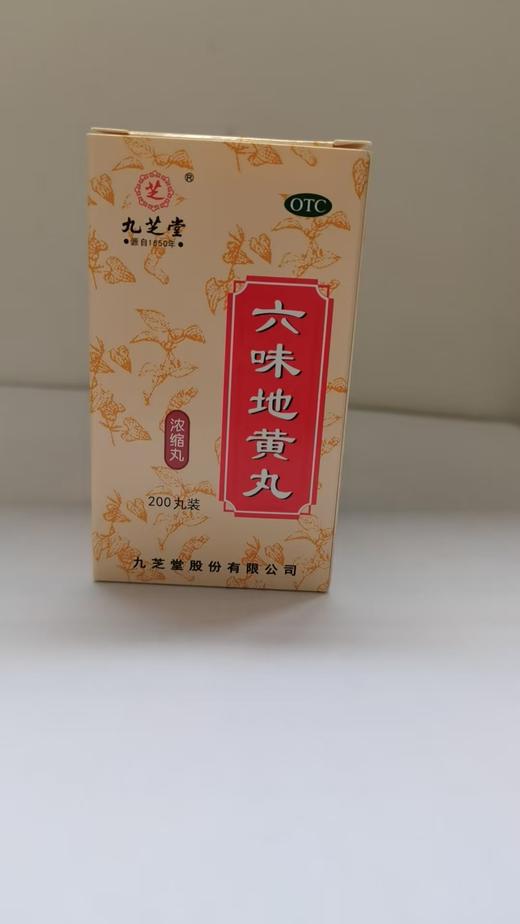 芝
®
九芝堂
●源自1650年●
OTC
六味地黄丸
浓缩丸
200丸装
九芝堂股份有限公司